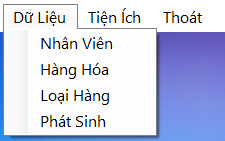 Dữ Liệu Tiện Ích Thoát
Nhân Viên
Hàng Hóa
Loại Hàng
Phát Sinh